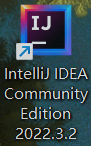 IJ
IntelliJ IDEA
Community
Edition
2022.3.2